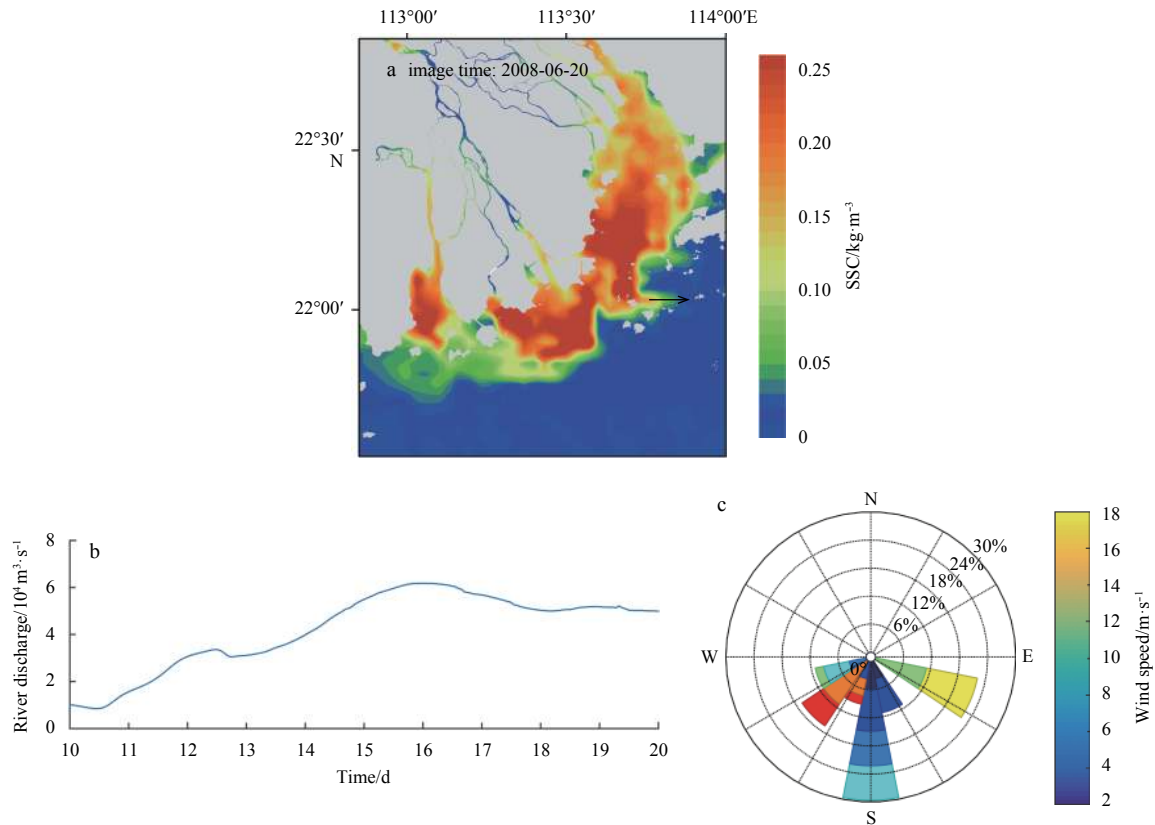 113°00′ 113°30′ 114°00′E
a image time: 2008-06-20
22°30′
N
22°00′
0.25
0.20
0.15
0.10
0.05
0
SSC/kg·m⁻³
b
8
6
4
2
0
River discharge/10⁴ m³·s⁻¹
10 11 12 13 14 15 16 17 18 19 20
Time/d
c
N
30%
24%
18%
12%
6%
0°
W
E
S
18
16
14
12
10
8
6
4
2
Wind speed/m·s⁻¹